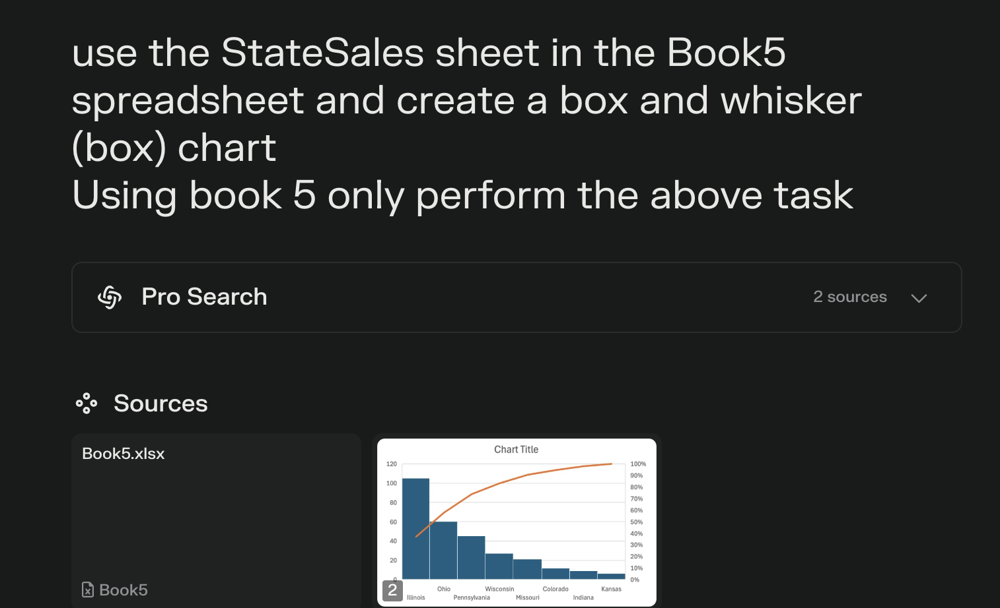 use the StateSales sheet in the Book5
spreadsheet and create a box and whisker
(box) chart
Using book 5 only perform the above task
Pro Search
2 sources
Sources
Book5.xlsx
Book5
Chart Title
120
100
80
60
40
20
0
100%
90%
80%
70%
60%
50%
40%
30%
20%
10%
0%
Illinois
Ohio
Pennsylvania
Wisconsin
Missouri
Colorado
Indiana
Kansas
2